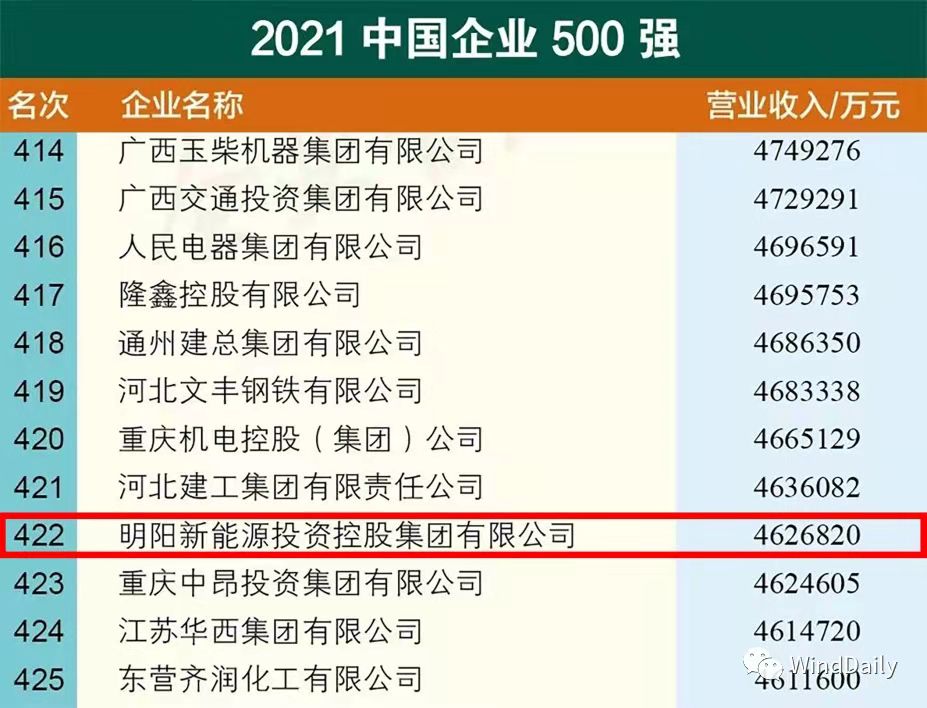 2021 中国企业 500 强
名次 企业名称 营业收入/万元
414 广西玉柴机器集团有限公司 4749276
415 广西交通投资集团有限公司 4729291
416 人民电器集团有限公司 4696591
417 隆鑫控股有限公司 4695753
418 通州建总集团有限公司 4686350
419 河北文丰钢铁有限公司 4683338
420 重庆机电控股（集团）公司 4665129
421 河北建工集团有限责任公司 4636082
422 明阳新能源投资控股集团有限公司 4626820
423 重庆中昂投资集团有限公司 4624605
424 江苏华西集团有限公司 4614720
425 东营齐润化工有限公司 4611600
WindDaily